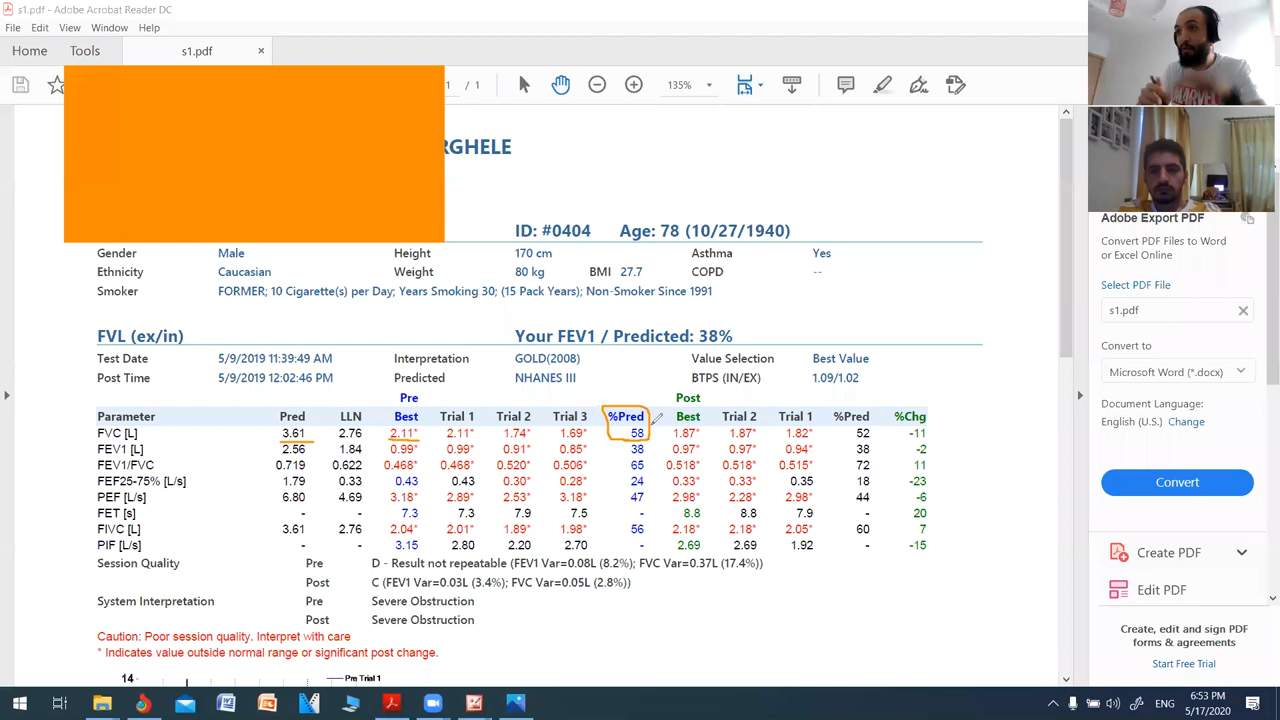 s1.pdf - Adobe Acrobat Reader DC
File Edit View Window Help
Home Tools s1.pdf ×
1 / 1 135%
RGHELE
ID: #0404 Age: 78 (10/27/1940)
Gender Male Height 170 cm Asthma Yes
Ethnicity Caucasian Weight 80 kg BMI 27.7 COPD --
Smoker FORMER; 10 Cigarette(s) per Day; Years Smoking 30; (15 Pack Years); Non-Smoker Since 1991
FVL (ex/in) Your FEV1 / Predicted: 38%
Test Date 5/9/2019 11:39:49 AM Interpretation GOLD(2008) Value Selection Best Value
Post Time 5/9/2019 12:02:46 PM Predicted NHANES III BTPS (IN/EX) 1.09/1.02
Pre Post
Parameter Pred LLN Best Trial 1 Trial 2 Trial 3 %Pred Best Trial 2 Trial 1 %Pred %Chg
FVC [L] 3.61 2.76 2.11* 2.11* 1.74* 1.69* 58 1.87* 1.87* 1.82* 52 -11
FEV1 [L] 2.56 1.84 0.99* 0.99* 0.91* 0.85* 38 0.97* 0.97* 0.94* 38 -2
FEV1/FVC 0.719 0.622 0.468* 0.468* 0.520* 0.506* 65 0.518* 0.518* 0.515* 72 11
FEF25-75% [L/s] 1.79 0.33 0.43 0.43 0.30* 0.28* 24 0.33* 0.33* 0.35 18 -23
PEF [L/s] 6.80 4.69 3.18* 2.89* 2.53* 3.18* 47 2.98* 2.28* 2.98* 44 -6
FET [s] - - 7.3 7.3 7.9 7.5 - 8.8 8.8 7.9 - 20
FIVC [L] 3.61 2.76 2.04* 2.01* 1.89* 1.98* 56 2.18* 2.18* 2.05* 60 7
PIF [L/s] - - 3.15 2.80 2.20 2.70 - 2.69 2.69 1.92 - -15
Session Quality Pre D - Result not repeatable (FEV1 Var=0.08L (8.2%); FVC Var=0.37L (17.4%))
Post C (FEV1 Var=0.03L (3.4%); FVC Var=0.05L (2.8%))
System Interpretation Pre Severe Obstruction
Post Severe Obstruction
Caution: Poor session quality. Interpret with care
* Indicates value outside normal range or significant post change.
14 Pre Trial 1
Adobe Export PDF
Convert PDF Files to Word
or Excel Online
Select PDF File
s1.pdf
Convert to
Microsoft Word (*.docx)
Document Language:
English (U.S.) Change
Convert
Create PDF
Edit PDF
Create, edit and sign PDF
forms & agreements
Start Free Trial
ENG
6:53 PM
5/17/2020